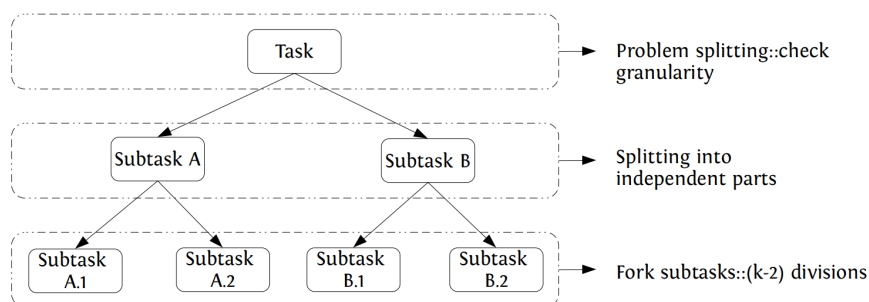 Task
Problem splitting::check
granularity
Subtask A
Subtask B
Splitting into
independent parts
Subtask
A.1
Subtask
A.2
Subtask
B.1
Subtask
B.2
Fork subtasks::(k-2) divisions